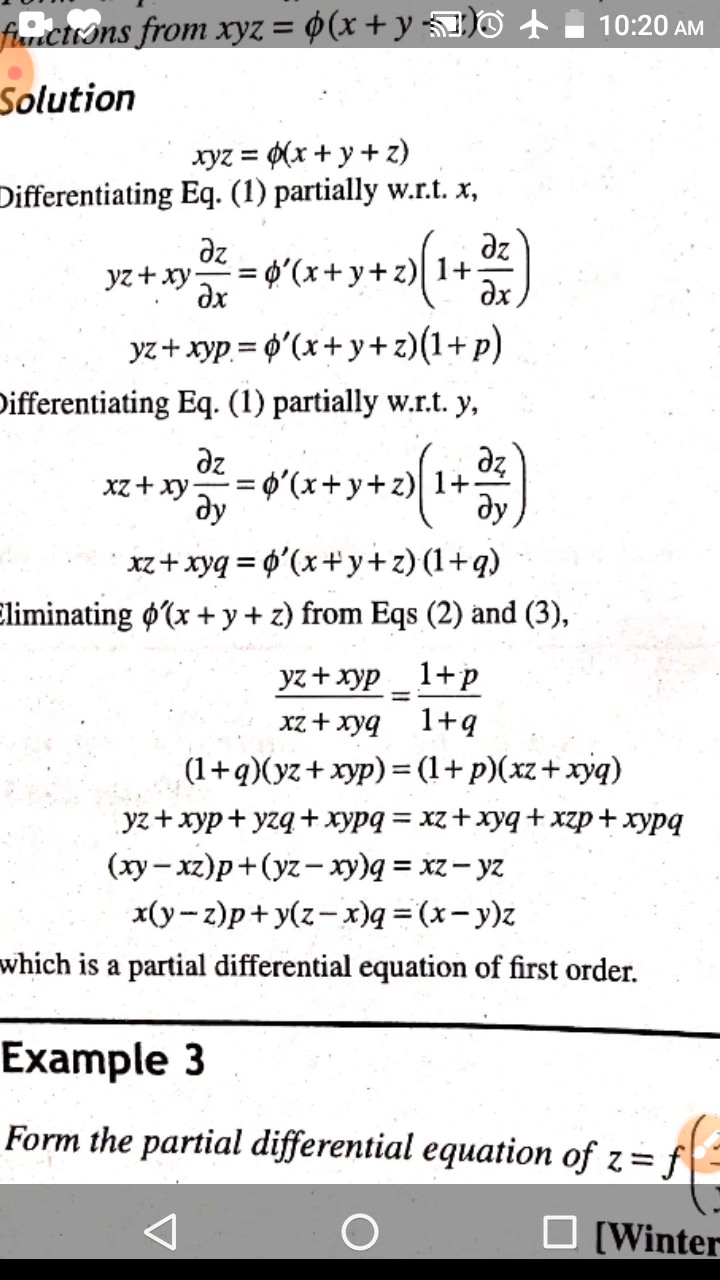 functions from xyz = ϕ(x + y + z).
10:20 AM
Solution
xyz = ϕ(x + y + z)
Differentiating Eq. (1) partially w.r.t. x,
yz + xy ∂z/∂x = ϕ′(x + y + z)(1 + ∂z/∂x)
yz + xyp = ϕ′(x + y + z)(1 + p)
Differentiating Eq. (1) partially w.r.t. y,
xz + xy ∂z/∂y = ϕ′(x + y + z)(1 + ∂z/∂y)
xz + xyq = ϕ′(x + y + z) (1 + q)
Eliminating ϕ′(x + y + z) from Eqs (2) and (3),
(yz + xyp)/(xz + xyq) = (1 + p)/(1 + q)
(1 + q)(yz + xyp) = (1 + p)(xz + xyq)
yz + xyp + yzq + xypq = xz + xyq + xzp + xypq
(xy − xz)p + (yz − xy)q = xz − yz
x(y − z)p + y(z − x)q = (x − y)z
which is a partial differential equation of first order.
Example 3
Form the partial differential equation of z = f(
[Winter